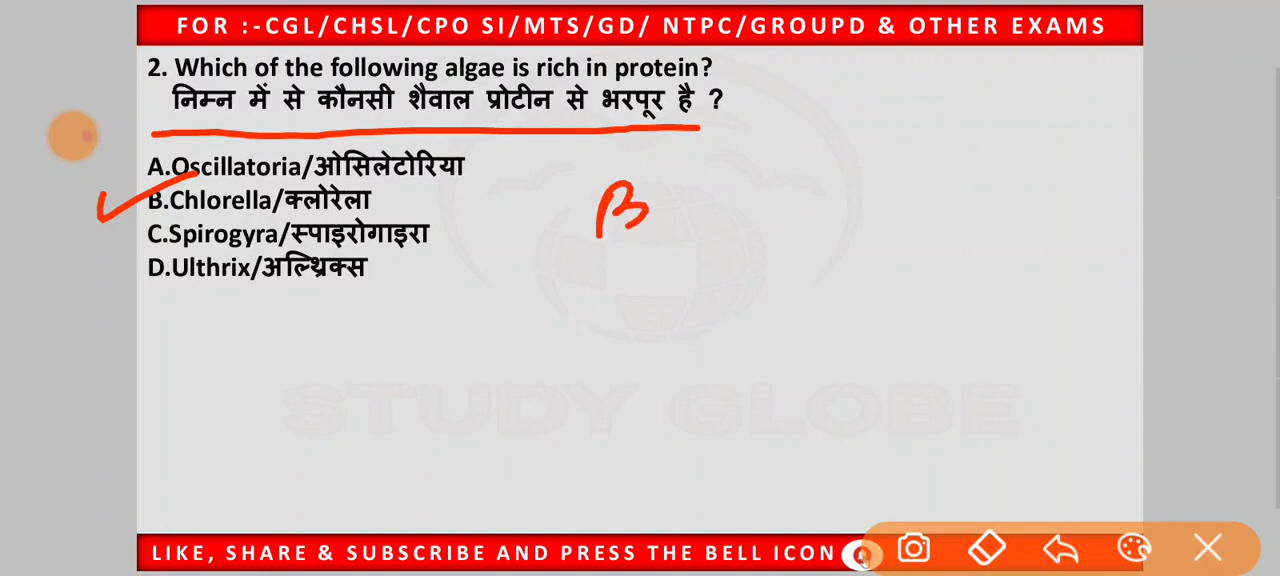 FOR :-CGL/CHSL/CPO SI/MTS/GD/ NTPC/GROUPD & OTHER EXAMS
2. Which of the following algae is rich in protein?
निम्न में से कौनसी शैवाल प्रोटीन से भरपूर है ?
A.Oscillatoria/ओसिलेटोरिया
B.Chlorella/क्लोरेला
B
C.Spirogyra/स्पाइरोगाइरा
D.Ulthrix/अल्थ्रिक्स
STUDY GLOBE
LIKE, SHARE & SUBSCRIBE AND PRESS THE BELL ICON